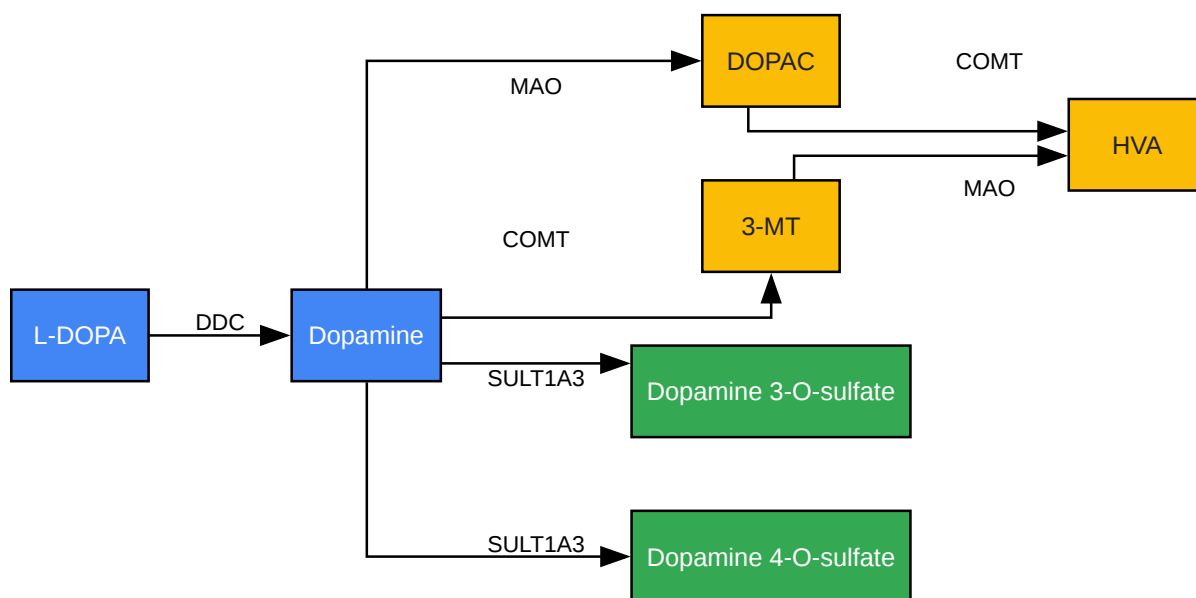 DOPAC
COMT
MAO
HVA
MAO
3-MT
COMT
L-DOPA
DDC
Dopamine
SULT1A3
Dopamine 3-O-sulfate
SULT1A3
Dopamine 4-O-sulfate